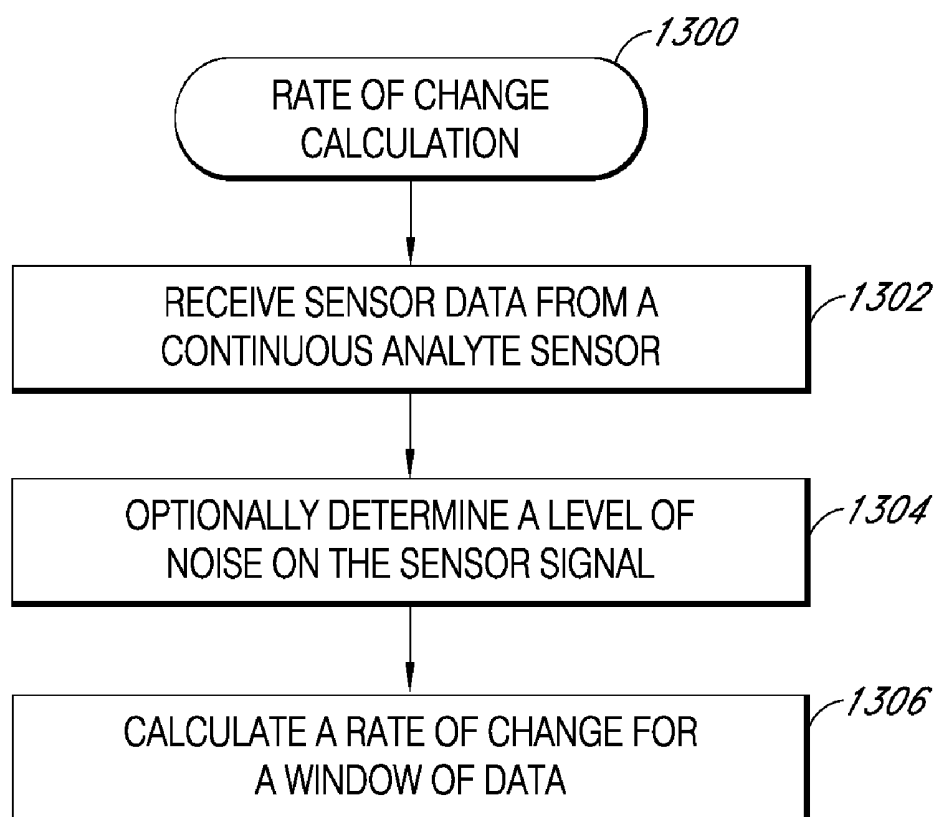 1300
RATE OF CHANGE
CALCULATION
RECEIVE SENSOR DATA FROM A
CONTINUOUS ANALYTE SENSOR
1302
OPTIONALLY DETERMINE A LEVEL OF
NOISE ON THE SENSOR SIGNAL
1304
CALCULATE A RATE OF CHANGE FOR
A WINDOW OF DATA
1306